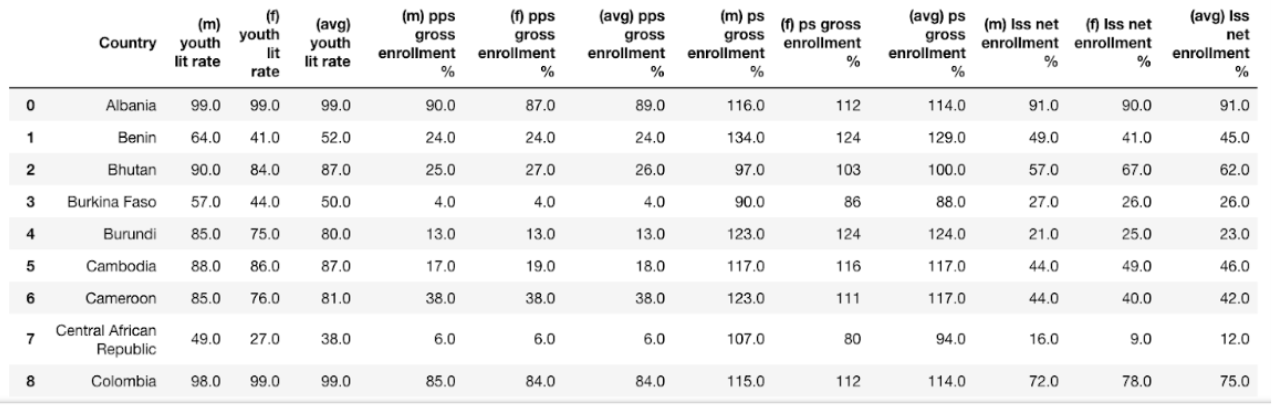 Country (m) youth lit rate (f) youth lit rate (avg) youth lit rate (m) pps gross enrollment % (f) pps gross enrollment % (avg) pps gross enrollment % (m) ps gross enrollment % (f) ps gross enrollment % (avg) ps gross enrollment % (m) lss net enrollment % (f) lss net enrollment % (avg) lss net enrollment %
0 Albania 99.0 99.0 99.0 90.0 87.0 89.0 116.0 112 114.0 91.0 90.0 91.0
1 Benin 64.0 41.0 52.0 24.0 24.0 24.0 134.0 124 129.0 49.0 41.0 45.0
2 Bhutan 90.0 84.0 87.0 25.0 27.0 26.0 97.0 103 100.0 57.0 67.0 62.0
3 Burkina Faso 57.0 44.0 50.0 4.0 4.0 4.0 90.0 86 88.0 27.0 26.0 26.0
4 Burundi 85.0 75.0 80.0 13.0 13.0 13.0 123.0 124 124.0 21.0 25.0 23.0
5 Cambodia 88.0 86.0 87.0 17.0 19.0 18.0 117.0 116 117.0 44.0 49.0 46.0
6 Cameroon 85.0 76.0 81.0 38.0 38.0 38.0 123.0 111 117.0 44.0 40.0 42.0
7 Central African Republic 49.0 27.0 38.0 6.0 6.0 6.0 107.0 80 94.0 16.0 9.0 12.0
8 Colombia 98.0 99.0 99.0 85.0 84.0 84.0 115.0 112 114.0 72.0 78.0 75.0